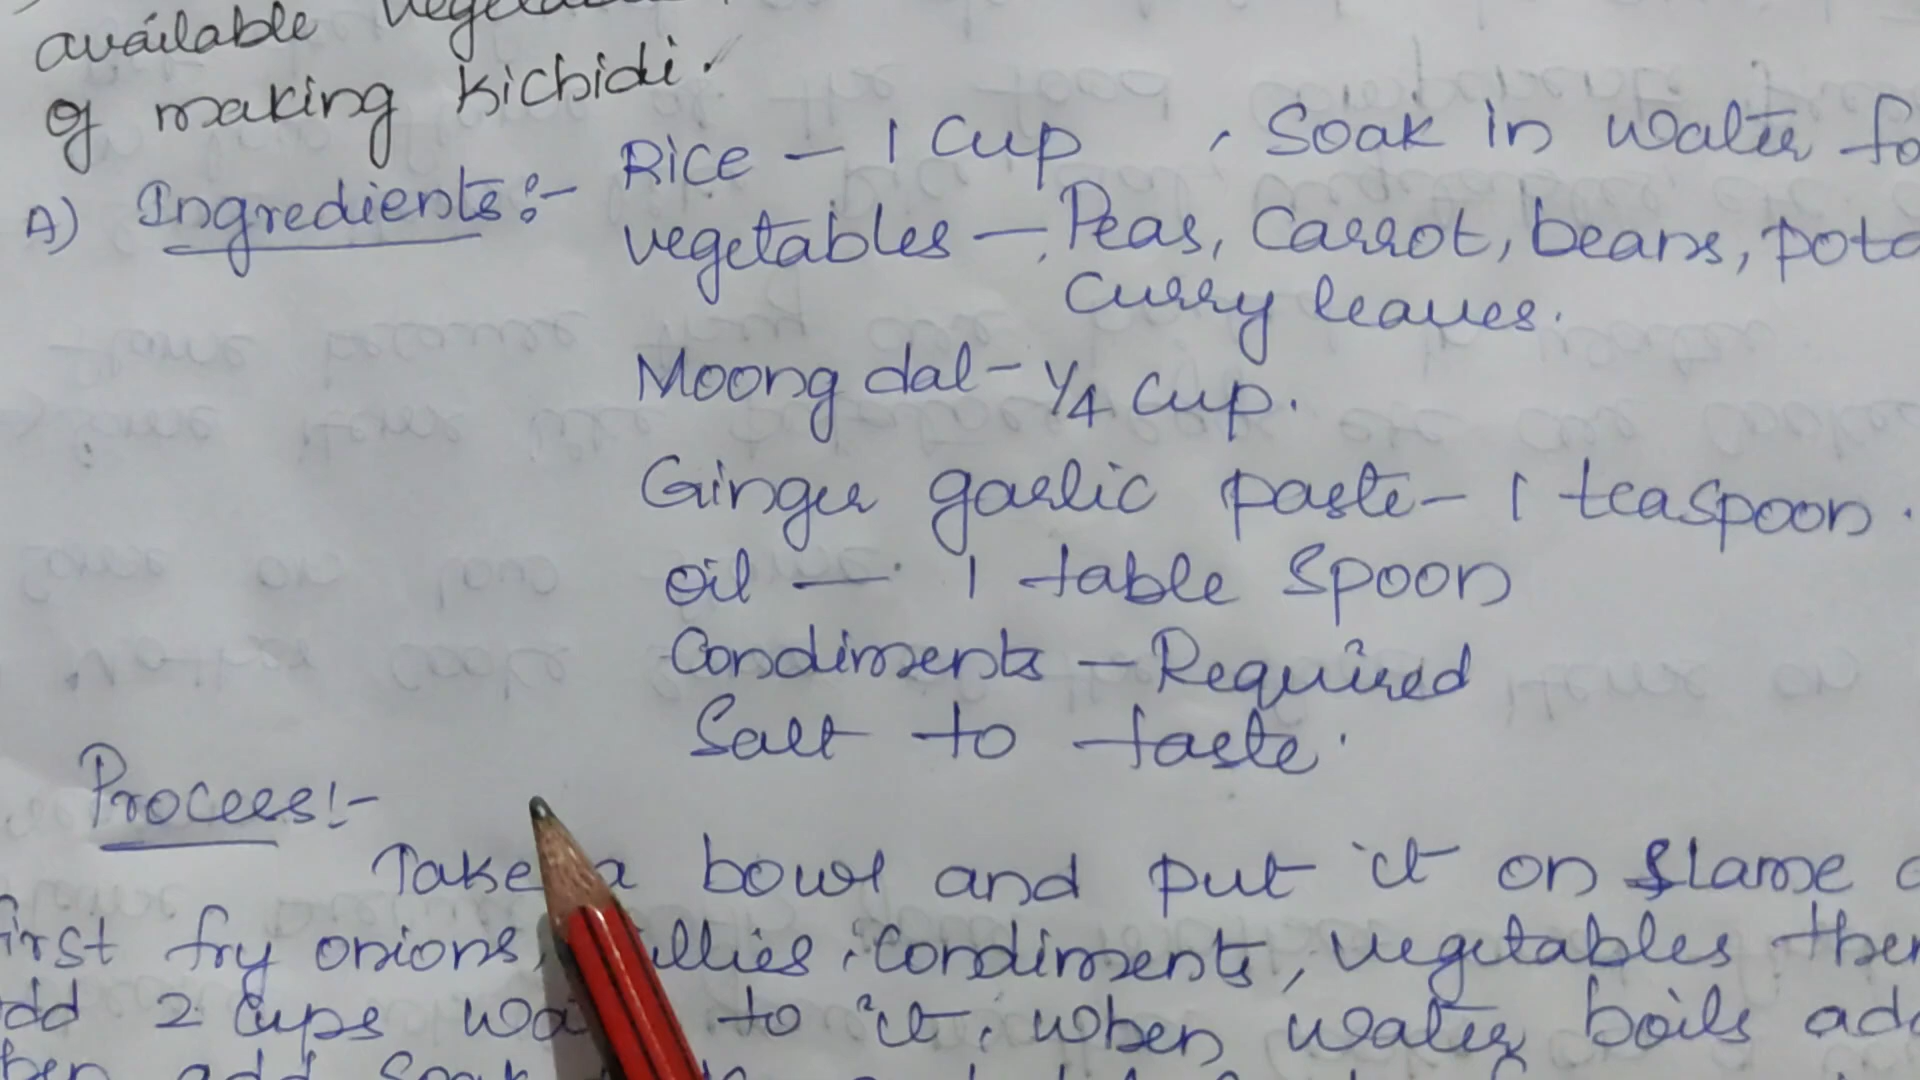 available
of making kichidi.
Rice - 1 Cup , Soak in water
A) Ingredients:-
vegetables - Peas, Carrot, beans,
Curry leaves.
Moong dal - 1/4 Cup.
Ginger garlic paste - 1 teaspoon.
oil - 1 table spoon
Condiments - Required
Salt to taste.
Process:-
Take a bowl and put it on flame
fry onions, condiments, vegetables
2 Cups to it. when water boils
add